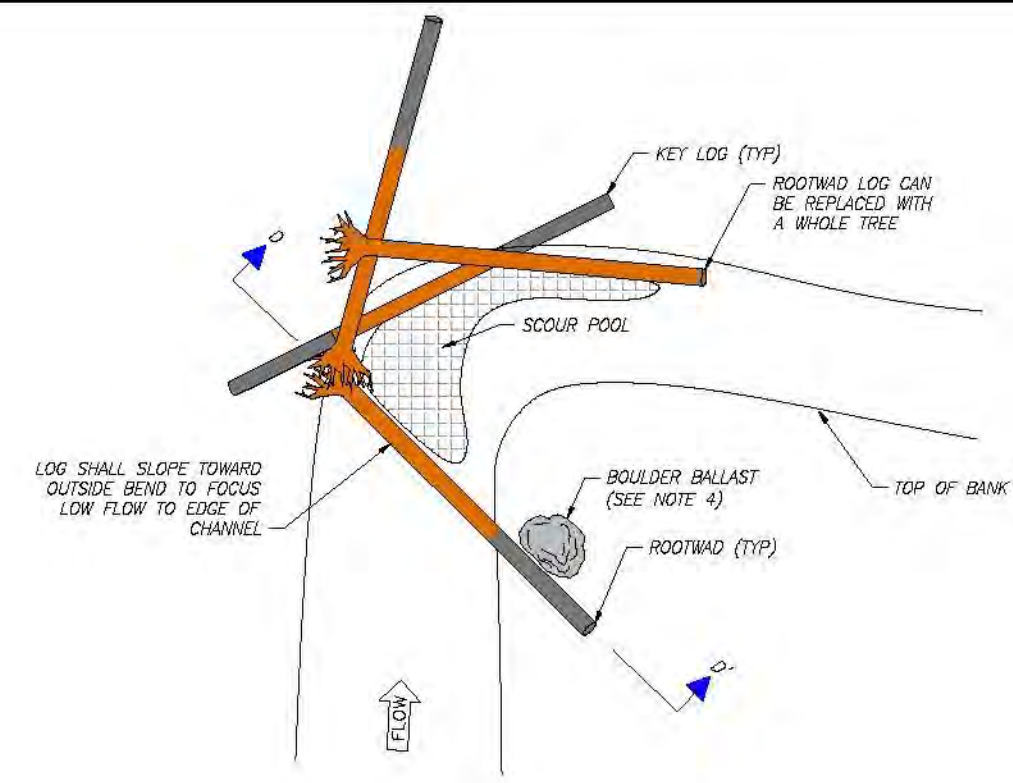 KEY LOG (TYP)
ROOTWAD LOG CAN
BE REPLACED WITH
A WHOLE TREE
D
SCOUR POOL
LOG SHALL SLOPE TOWARD
OUTSIDE BEND TO FOCUS
LOW FLOW TO EDGE OF
CHANNEL
BOULDER BALLAST
(SEE NOTE 4)
TOP OF BANK
ROOTWAD (TYP)
D'
FLOW